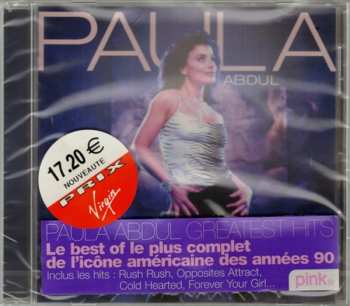 PAULA
ABDUL
17.20 €
NOUVEAUTÉ
PRIX
Virgin
PAULA ABDUL GREATEST HITS
Le best of le plus complet
de l'icône américaine des années 90
Inclus les hits : Rush Rush, Opposites Attract,
Cold Hearted, Forever Your Girl...
pink